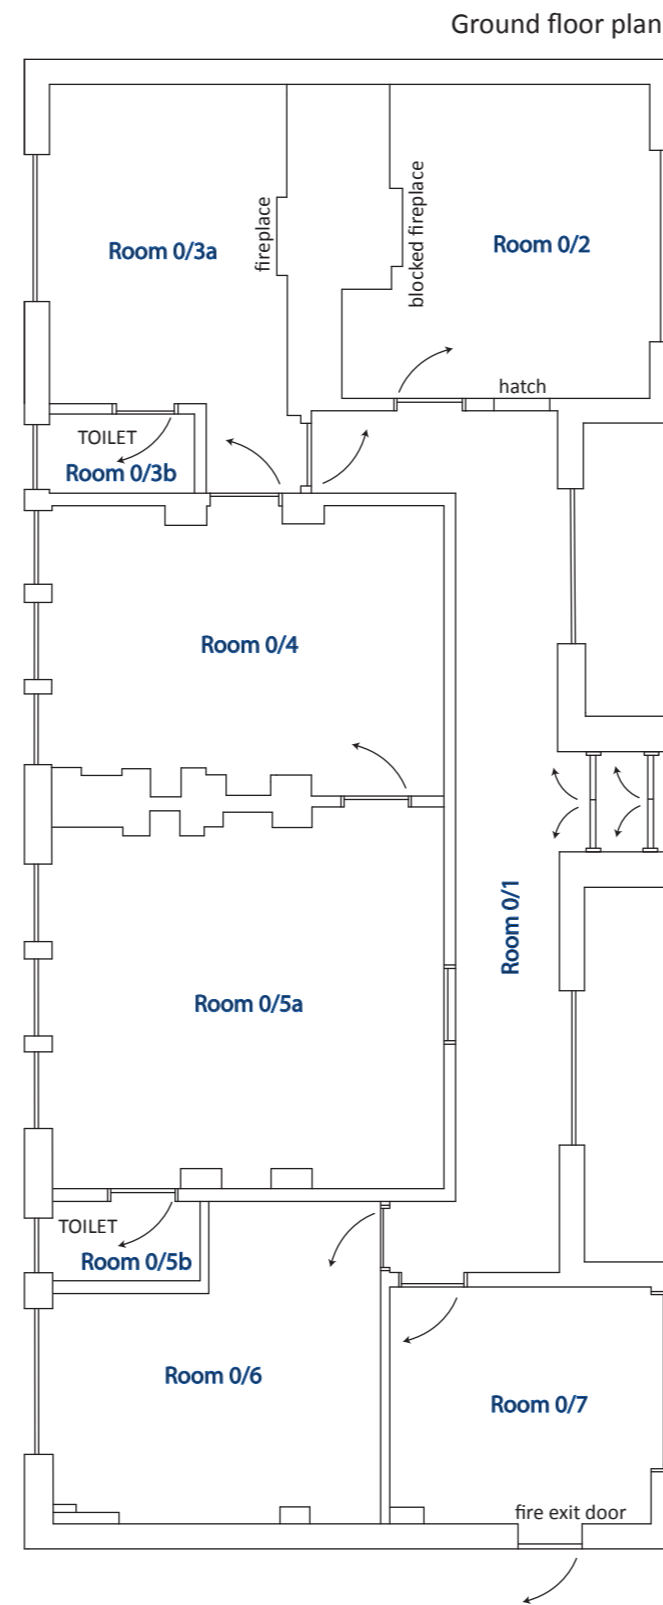 Ground floor plan
Room 0/3a
fireplace
blocked fireplace
Room 0/2
hatch
TOILET
Room 0/3b
Room 0/4
Room 0/1
Room 0/5a
TOILET
Room 0/5b
Room 0/6
Room 0/7
fire exit door